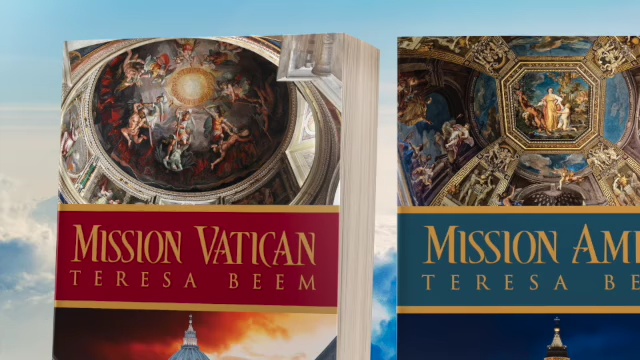 MISSION VATICAN
TERESA BEEM
MISSION AM
TERESA BE